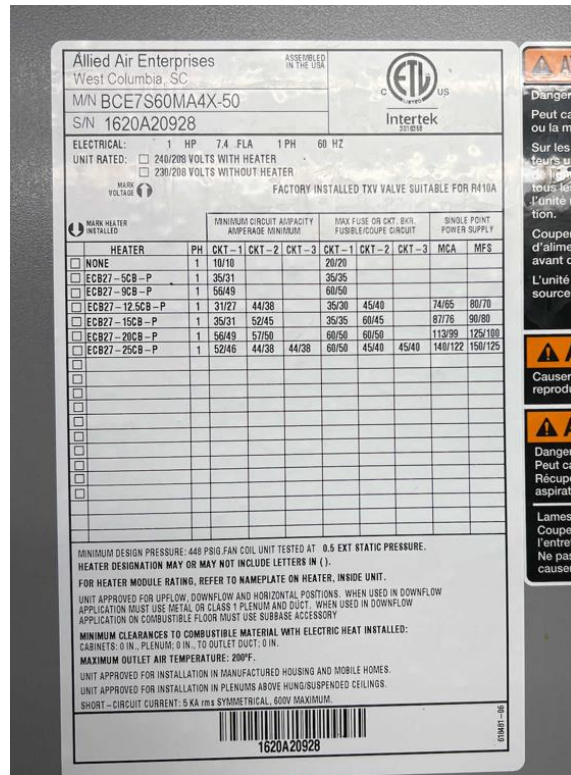 Allied Air Enterprises
West Columbia, SC
ASSEMBLED
IN THE USA
M/N BCE7S60MA4X-50
S/N 1620A20928
C ETL US
LISTED
Intertek
ELECTRICAL: 1 HP 7.4 FLA 1 PH 60 HZ
UNIT RATED: 240/208 VOLTS WITH HEATER
230/208 VOLTS WITHOUT HEATER
MARK
VOLTAGE
FACTORY INSTALLED TXV VALVE SUITABLE FOR R410A
MARK HEATER
INSTALLED
MINIMUM CIRCUIT AMPACITY
AMPERAGE MINIMUM
MAX FUSE OR CKT. BKR.
FUSIBLE/COUPE CIRCUIT
SINGLE POINT
POWER SUPPLY
HEATER PH CKT-1 CKT-2 CKT-3 CKT-1 CKT-2 CKT-3 MCA MFS
NONE 1 10/10 20/20
ECB27-5CB-P 1 35/31 35/35
ECB27-9CB-P 1 56/49 60/50
ECB27-12.5CB-P 1 31/27 44/38 35/30 45/40 74/65 80/70
ECB27-15CB-P 1 35/31 52/45 35/35 60/45 87/76 90/80
ECB27-20CB-P 1 56/49 57/50 60/50 60/50 113/99 125/100
ECB27-25CB-P 1 52/46 44/38 44/38 60/50 45/40 45/40 140/122 150/125
MINIMUM DESIGN PRESSURE: 448 PSIG.FAN COIL UNIT TESTED AT 0.5 EXT STATIC PRESSURE.
HEATER DESIGNATION MAY OR MAY NOT INCLUDE LETTERS IN ( ).
FOR HEATER MODULE RATING, REFER TO NAMEPLATE ON HEATER, INSIDE UNIT.
UNIT APPROVED FOR UPFLOW, DOWNFLOW AND HORIZONTAL POSITIONS. WHEN USED IN DOWNFLOW
APPLICATION MUST USE METAL OR CLASS 1 PLENUM AND DUCT. WHEN USED IN DOWNFLOW
APPLICATION ON COMBUSTIBLE FLOOR MUST USE SUBBASE ACCESSORY
MINIMUM CLEARANCES TO COMBUSTIBLE MATERIAL WITH ELECTRIC HEAT INSTALLED:
CABINETS: 0 IN., PLENUM; 0 IN., TO OUTLET DUCT; 0 IN.
MAXIMUM OUTLET AIR TEMPERATURE: 200°F.
UNIT APPROVED FOR INSTALLATION IN MANUFACTURED HOUSING AND MOBILE HOMES.
UNIT APPROVED FOR INSTALLATION IN PLENUMS ABOVE HUNG/SUSPENDED CEILINGS.
SHORT-CIRCUIT CURRENT: 5 KA rms SYMMETRICAL, 600V MAXIMUM.
1620A20928
618481-06
Danger
Peut ca
ou la m
Sur les
teurs u
tous les
l'unité
tion.
Coupe
d'alime
avant d
L'unité
source
Causer
reprodu
Danger
Peut ca
Récupé
aspirat
Lames
Coupe
l'entre
Ne pas
cause